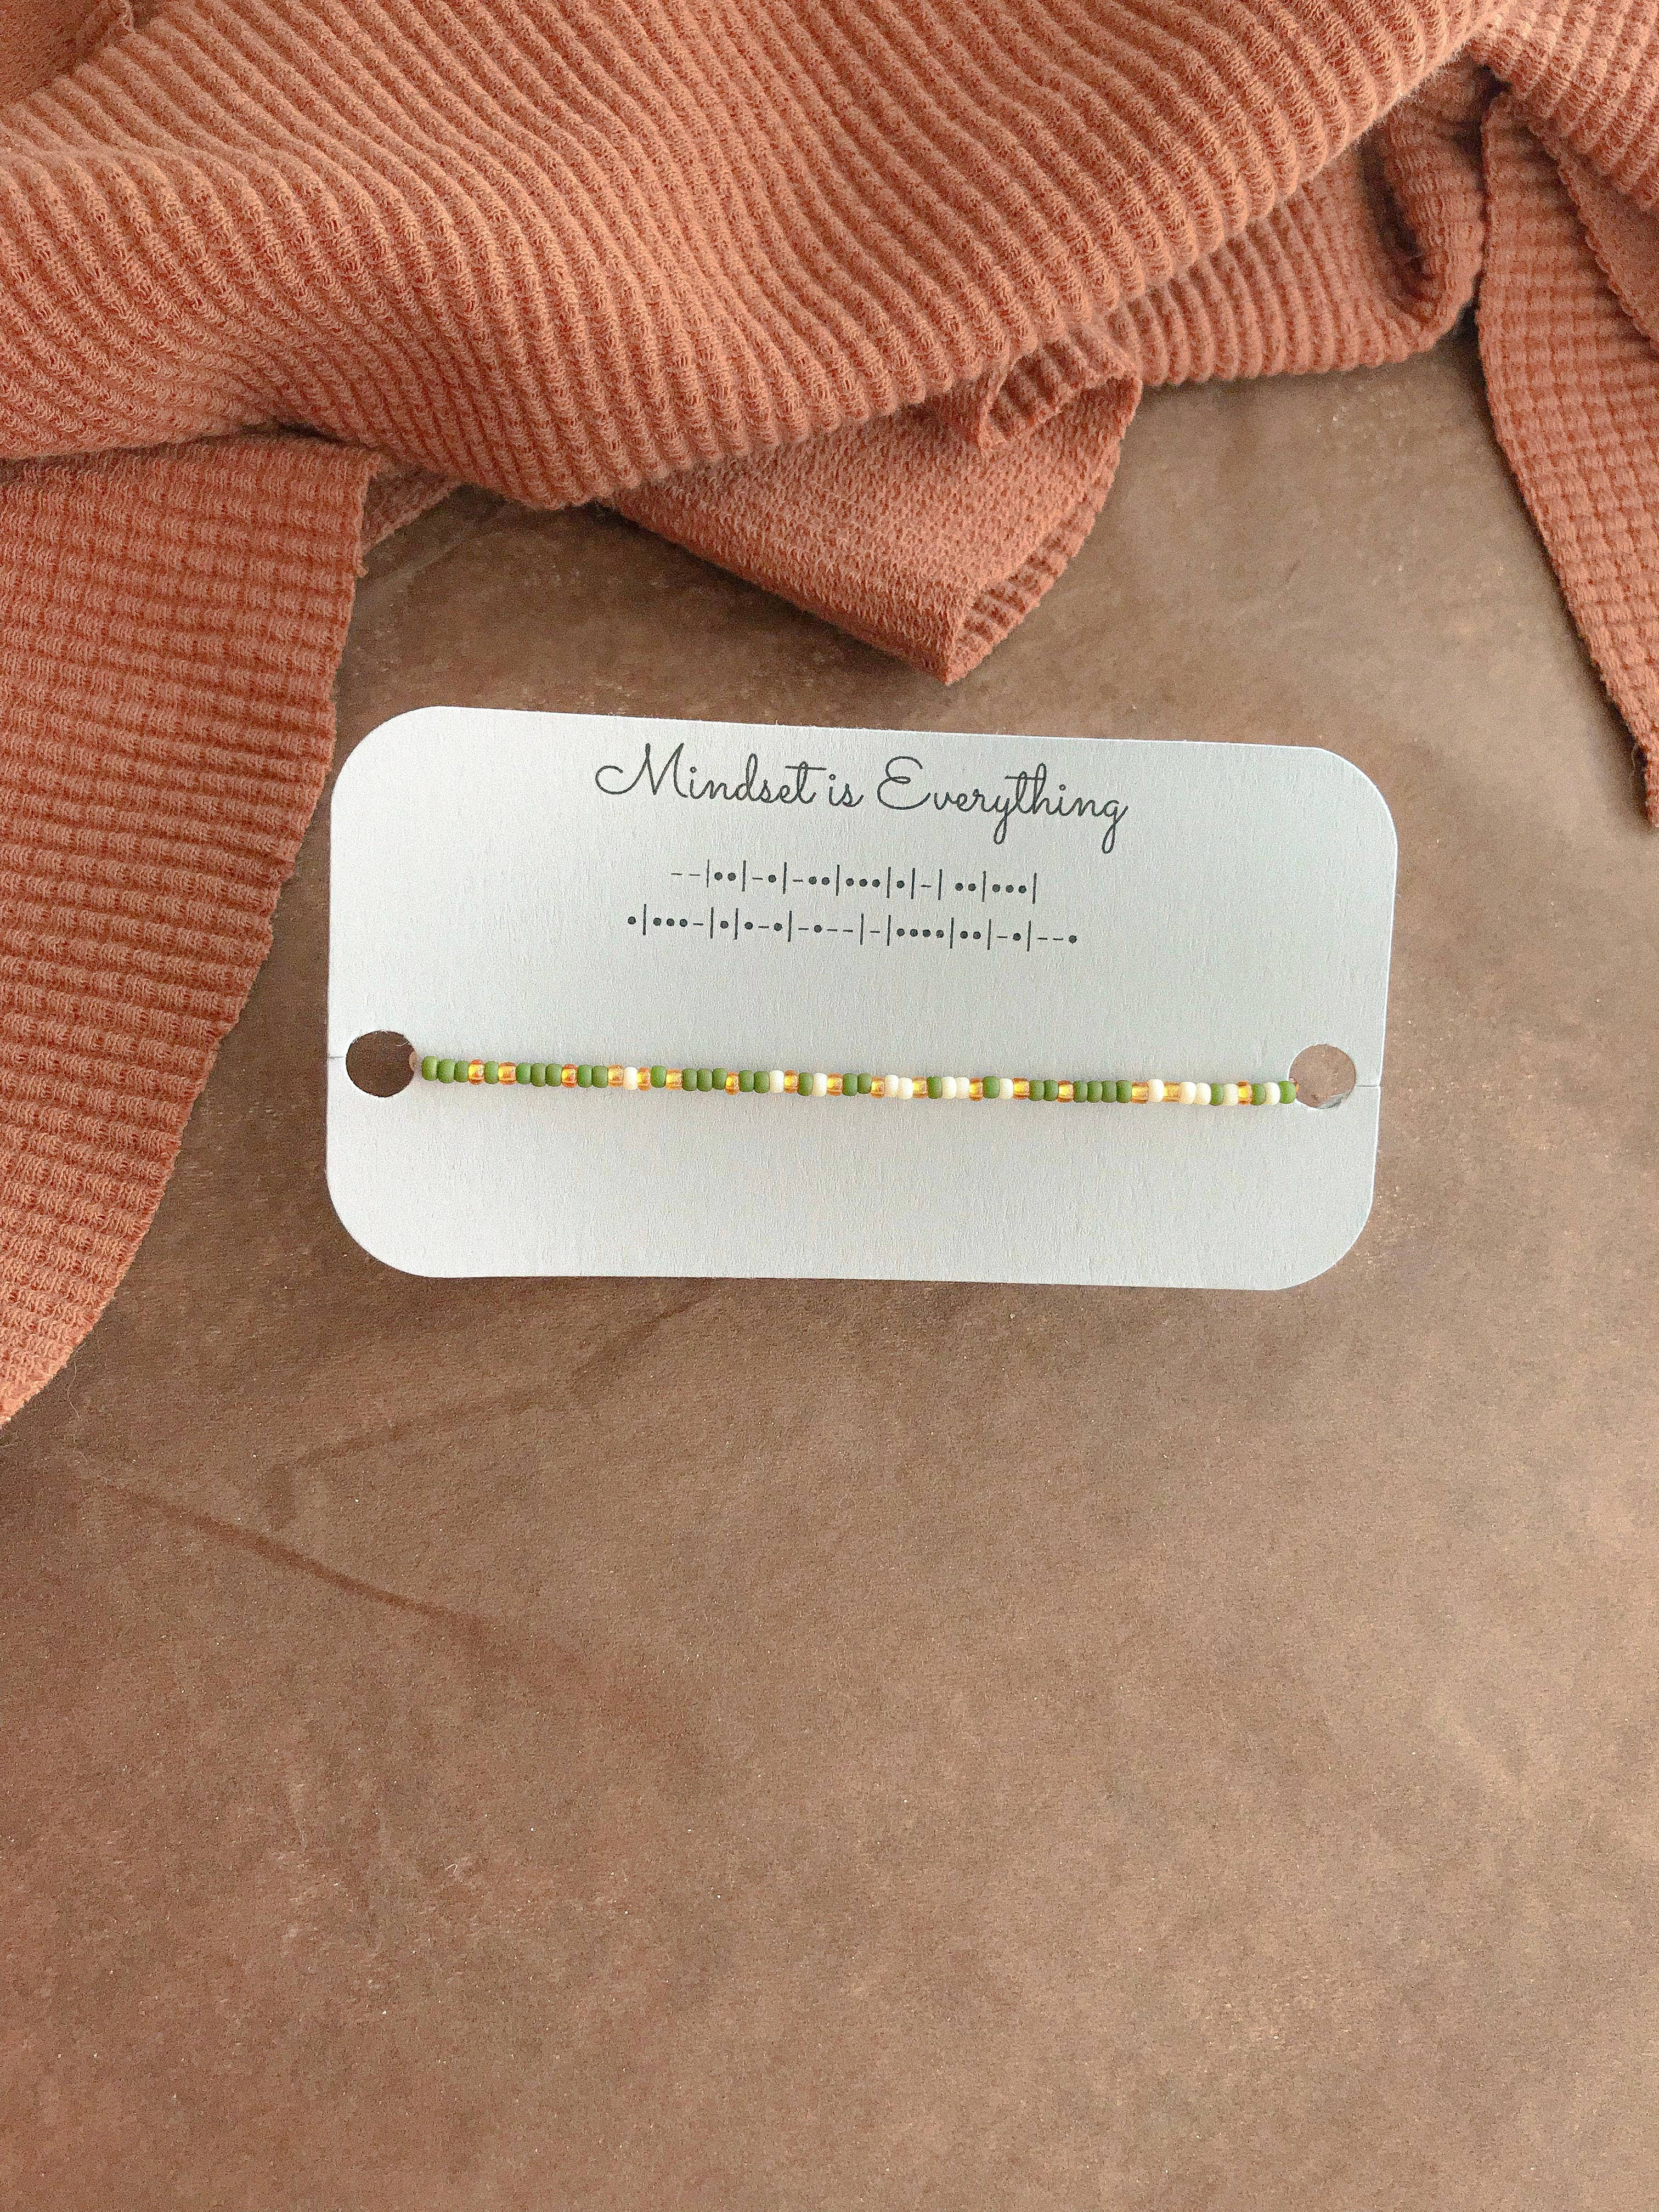 Mindset is Everything
--|••|-•|-••|•••|•|-| ••|•••|
•|•••-|•|•-•|-•--|-|••••|••|-•|--•